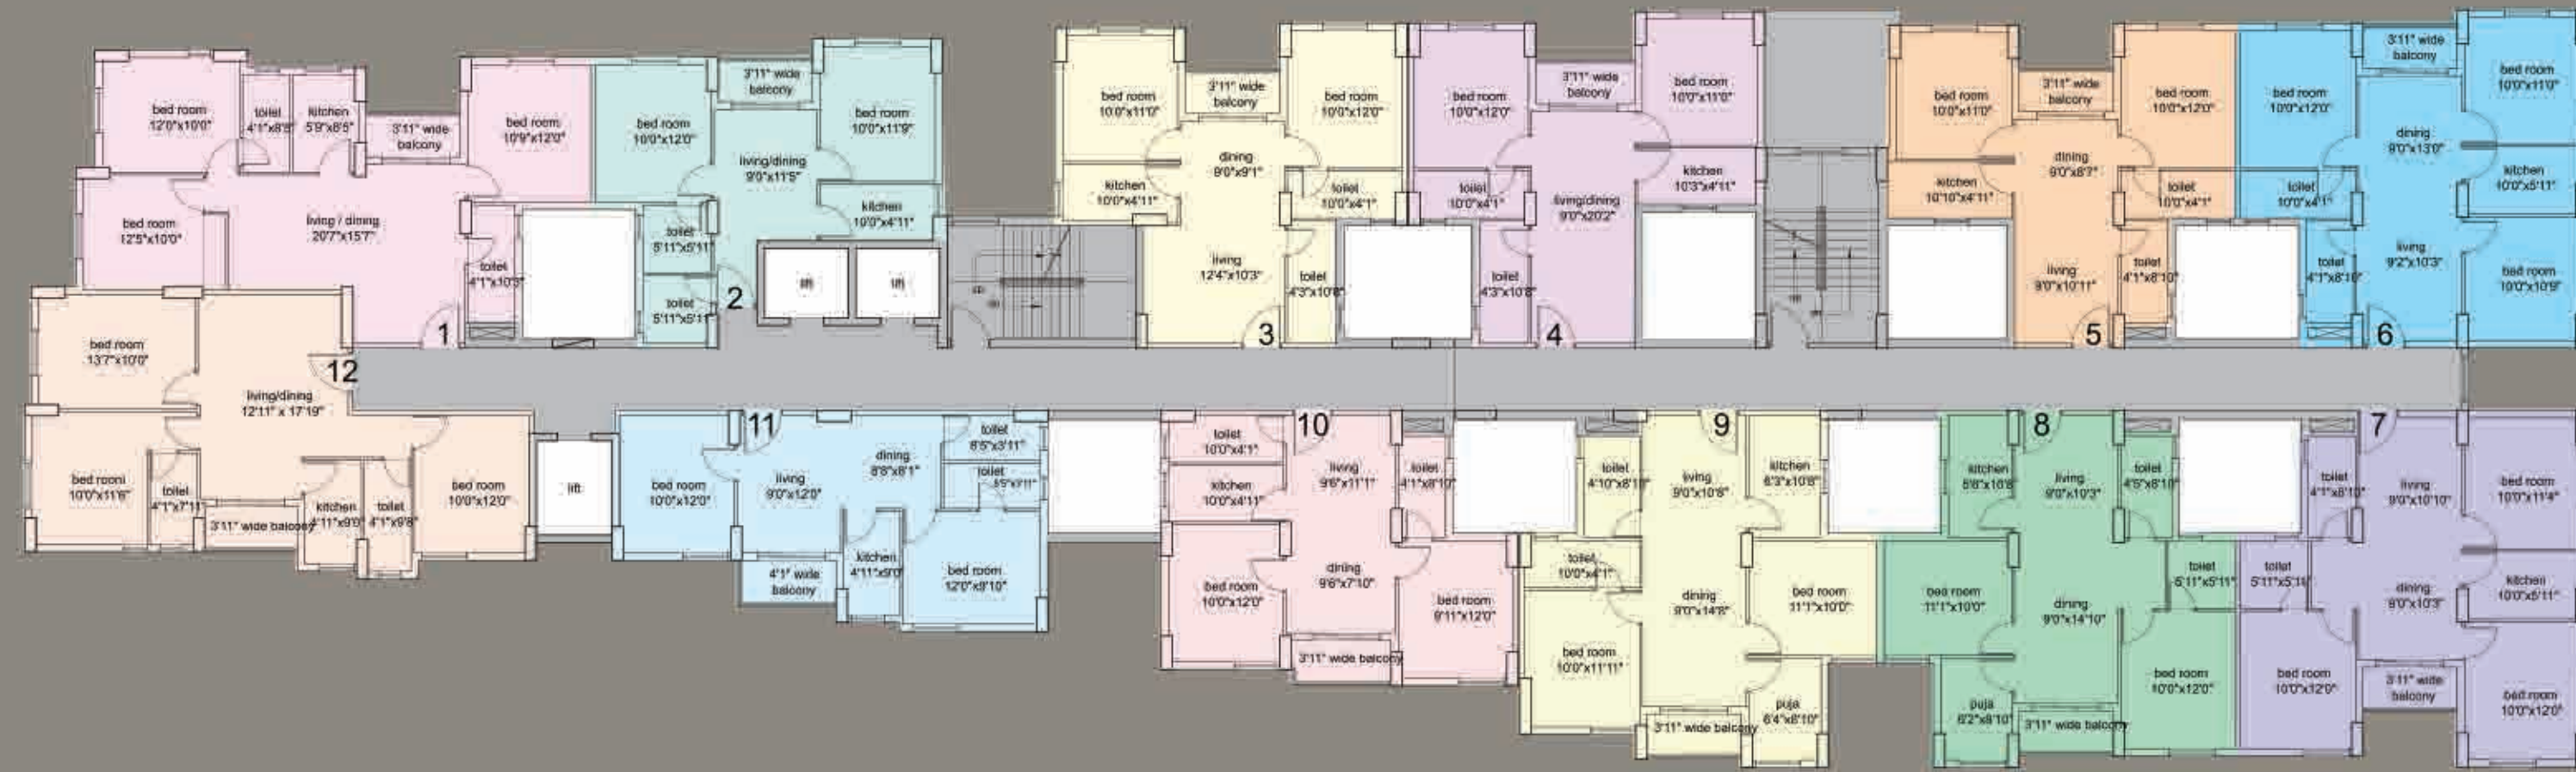 bed room
12'0"x10'0"
toilet
4'1"x8'5"
kitchen
5'9"x8'5"
3'11" wide
balcony
bed room
10'9"x12'0"
bed room
12'5"x10'0"
living / dining
20'7"x15'7"
toilet
4'1"x10'3"
1
bed room
10'0"x12'0"
3'11" wide
balcony
bed room
10'0"x11'9"
living/dining
9'0"x11'5"
kitchen
10'0"x4'11"
toilet
5'11"x5'11"
toilet
5'11"x5'11"
2
lift
lift
bed room
10'0"x11'0"
3'11" wide
balcony
bed room
10'0"x12'0"
dining
9'0"x9'1"
kitchen
10'0"x4'11"
toilet
10'0"x4'1"
living
12'4"x10'3"
toilet
4'3"x10'8"
3
bed room
10'0"x12'0"
3'11" wide
balcony
bed room
10'0"x11'0"
toilet
10'0"x4'1"
living/dining
9'0"x20'2"
kitchen
10'3"x4'11"
toilet
4'3"x10'8"
4
bed room
10'0"x11'0"
3'11" wide
balcony
bed room
10'0"x12'0"
dining
9'0"x8'7"
kitchen
10'10"x4'11"
toilet
10'0"x4'1"
living
9'0"x10'11"
toilet
4'1"x8'10"
5
bed room
10'0"x12'0"
3'11" wide
balcony
bed room
10'0"x11'0"
dining
9'0"x13'0"
toilet
10'0"x4'1"
kitchen
10'0"x5'11"
toilet
4'1"x8'10"
living
9'2"x10'3"
bed room
10'0"x10'9"
6
bed room
13'7"x10'0"
12
living/dining
12'11" x 17'19"
bed room
10'0"x11'6"
toilet
4'1"x7'11"
3'11" wide balcony
kitchen
4'11"x9'9"
toilet
4'1"x9'8"
bed room
10'0"x12'0"
lift
11
bed room
10'0"x12'0"
living
9'0"x12'0"
dining
8'8"x8'1"
toilet
8'5"x3'11"
toilet
4'1" wide
balcony
kitchen
4'11"x9'0"
bed room
12'0"x9'10"
10
toilet
10'0"x4'1"
kitchen
10'0"x4'11"
living
9'6"x11'1"
toilet
4'1"x8'10"
bed room
10'0"x12'0"
dining
9'6"x7'10"
bed room
9'11"x12'0"
3'11" wide balcony
9
toilet
4'10"x8'10"
living
9'0"x10'8"
kitchen
6'3"x10'8"
toilet
10'0"x4'1"
dining
9'0"x14'8"
bed room
11'1"x10'0"
bed room
10'0"x11'11"
3'11" wide balcony
puja
6'4"x8'10"
8
kitchen
5'8"x10'8"
living
9'0"x10'3"
toilet
4'5"x8'10"
bed room
11'1"x10'0"
dining
9'0"x14'10"
toilet
5'11"x5'11"
bed room
10'0"x12'0"
puja
6'2"x8'10"
3'11" wide balcony
7
toilet
4'1"x8'10"
living
9'0"x10'10"
bed room
10'0"x11'4"
toilet
5'11"x5'11"
dining
9'0"x10'3"
kitchen
10'0"x5'11"
bed room
10'0"x12'0"
3'11" wide
balcony
bed room
10'0"x12'0"